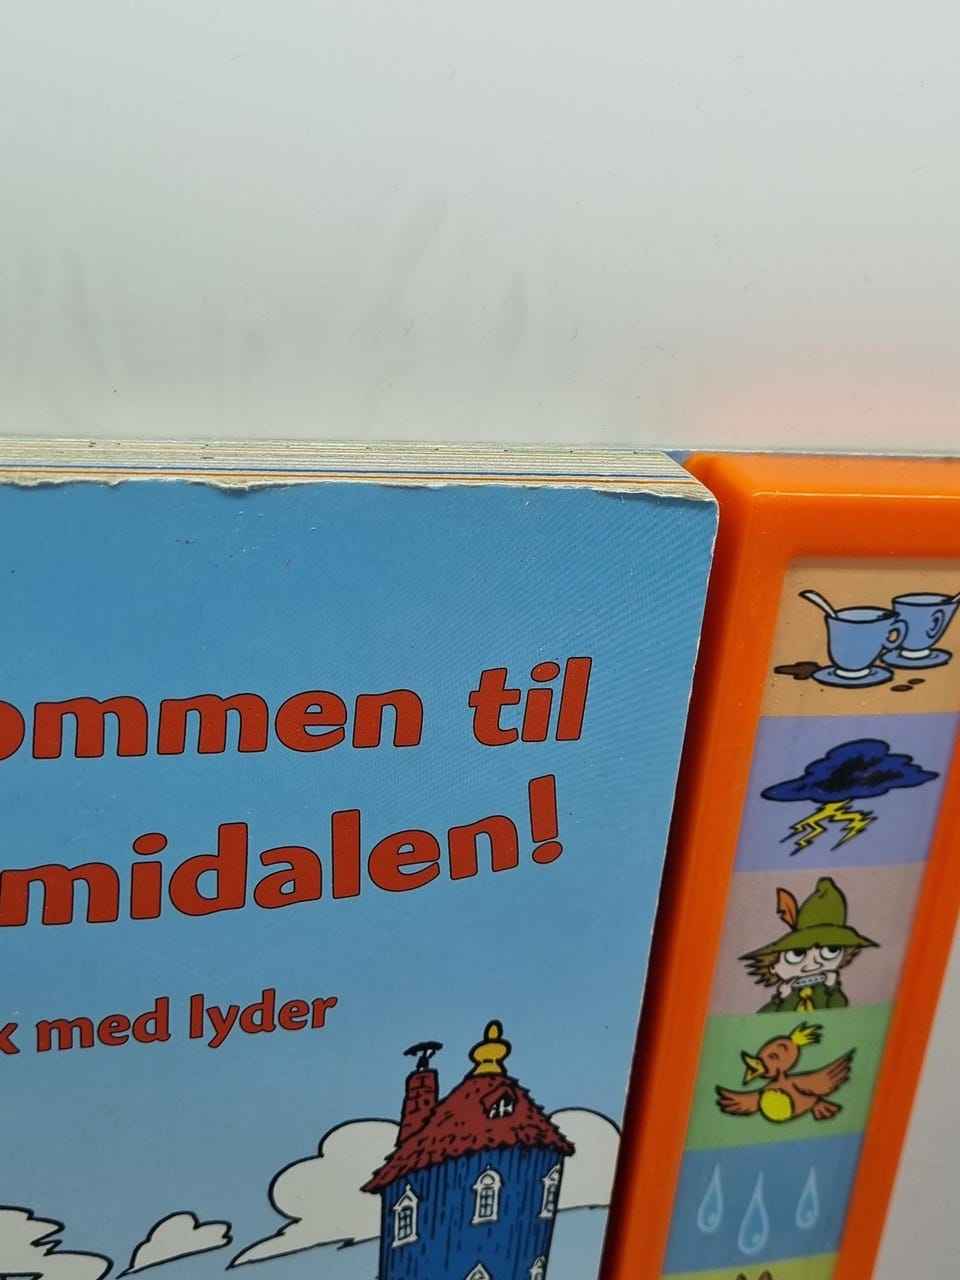 ommen til
midalen!
k med lyder